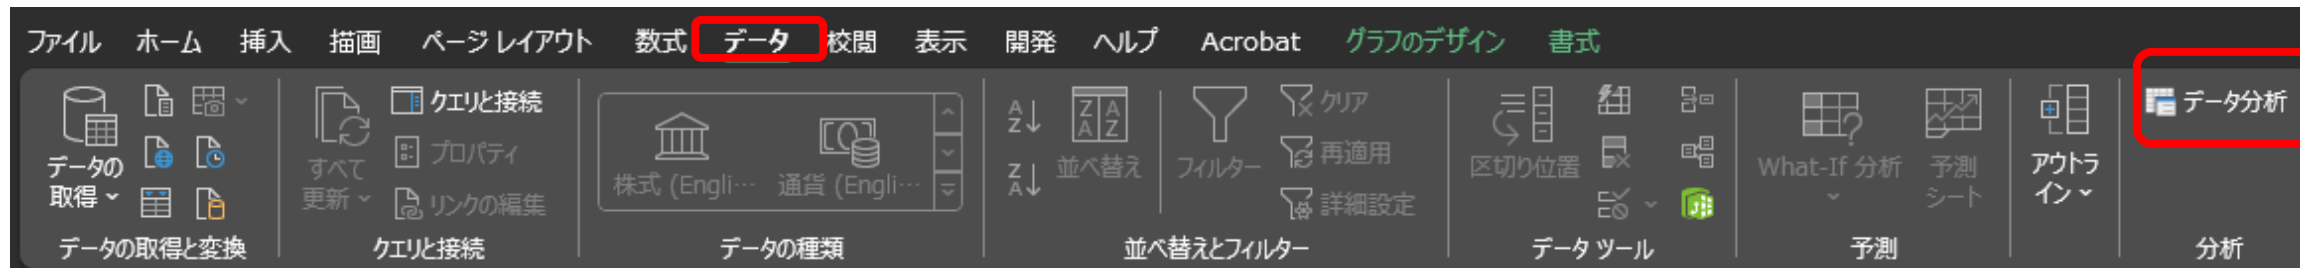 ファイル ホーム 挿入 描画 ページ レイアウト 数式 データ 校閲 表示 開発 ヘルプ Acrobat グラフのデザイン 書式
データの
取得
データの取得と変換
すべて
更新
クエリと接続
プロパティ
リンクの編集
クエリと接続
株式 (Engli… 通貨 (Engli…
データの種類
並べ替え
フィルター
クリア
再適用
詳細設定
並べ替えとフィルター
区切り位置
データ ツール
What-If 分析
予測
シート
予測
アウトラ
イン
データ分析
分析